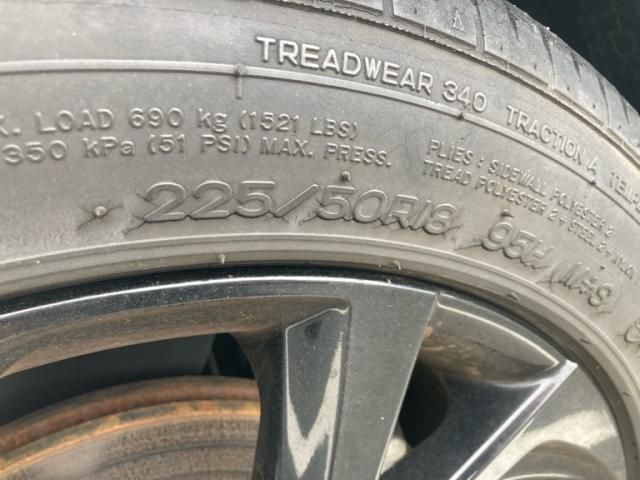 TREADWEAR 340 TRACTION A
LOAD 690 kg (1521 LBS)
350 kPa (51 PSI) MAX. PRESS.
PLIES : SIDEWALL POLYESTER 2
TREAD POLYESTER 2 + STEEL 2 +
225/50R18 95H M+S